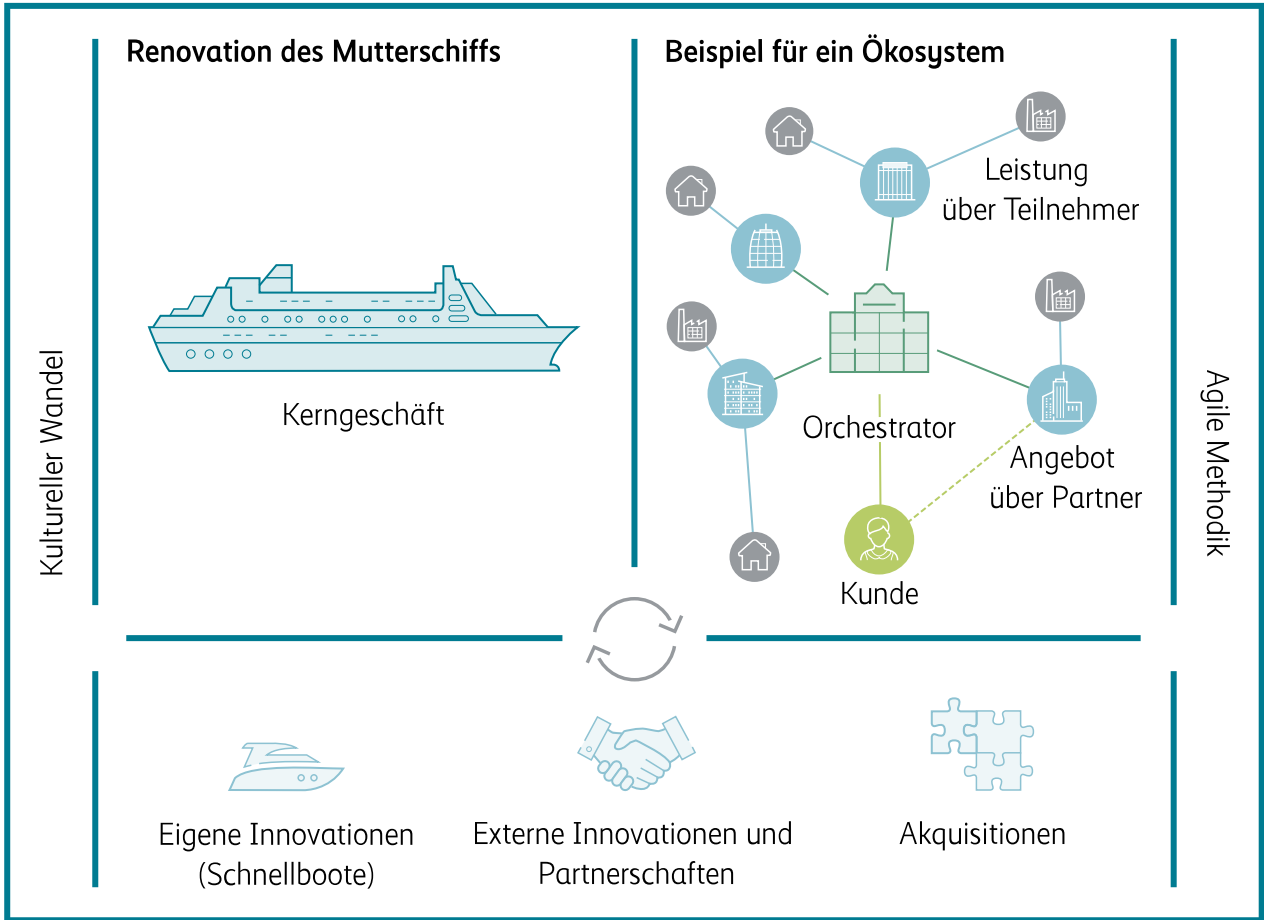 Renovation des Mutterschiffs
Beispiel für ein Ökosystem
Leistung
über Teilnehmer
Kultureller Wandel
Kerngeschäft
Orchestrator
Angebot
über Partner
Kunde
Agile Methodik
Eigene Innovationen
(Schnellboote)
Externe Innovationen und
Partnerschaften
Akquisitionen